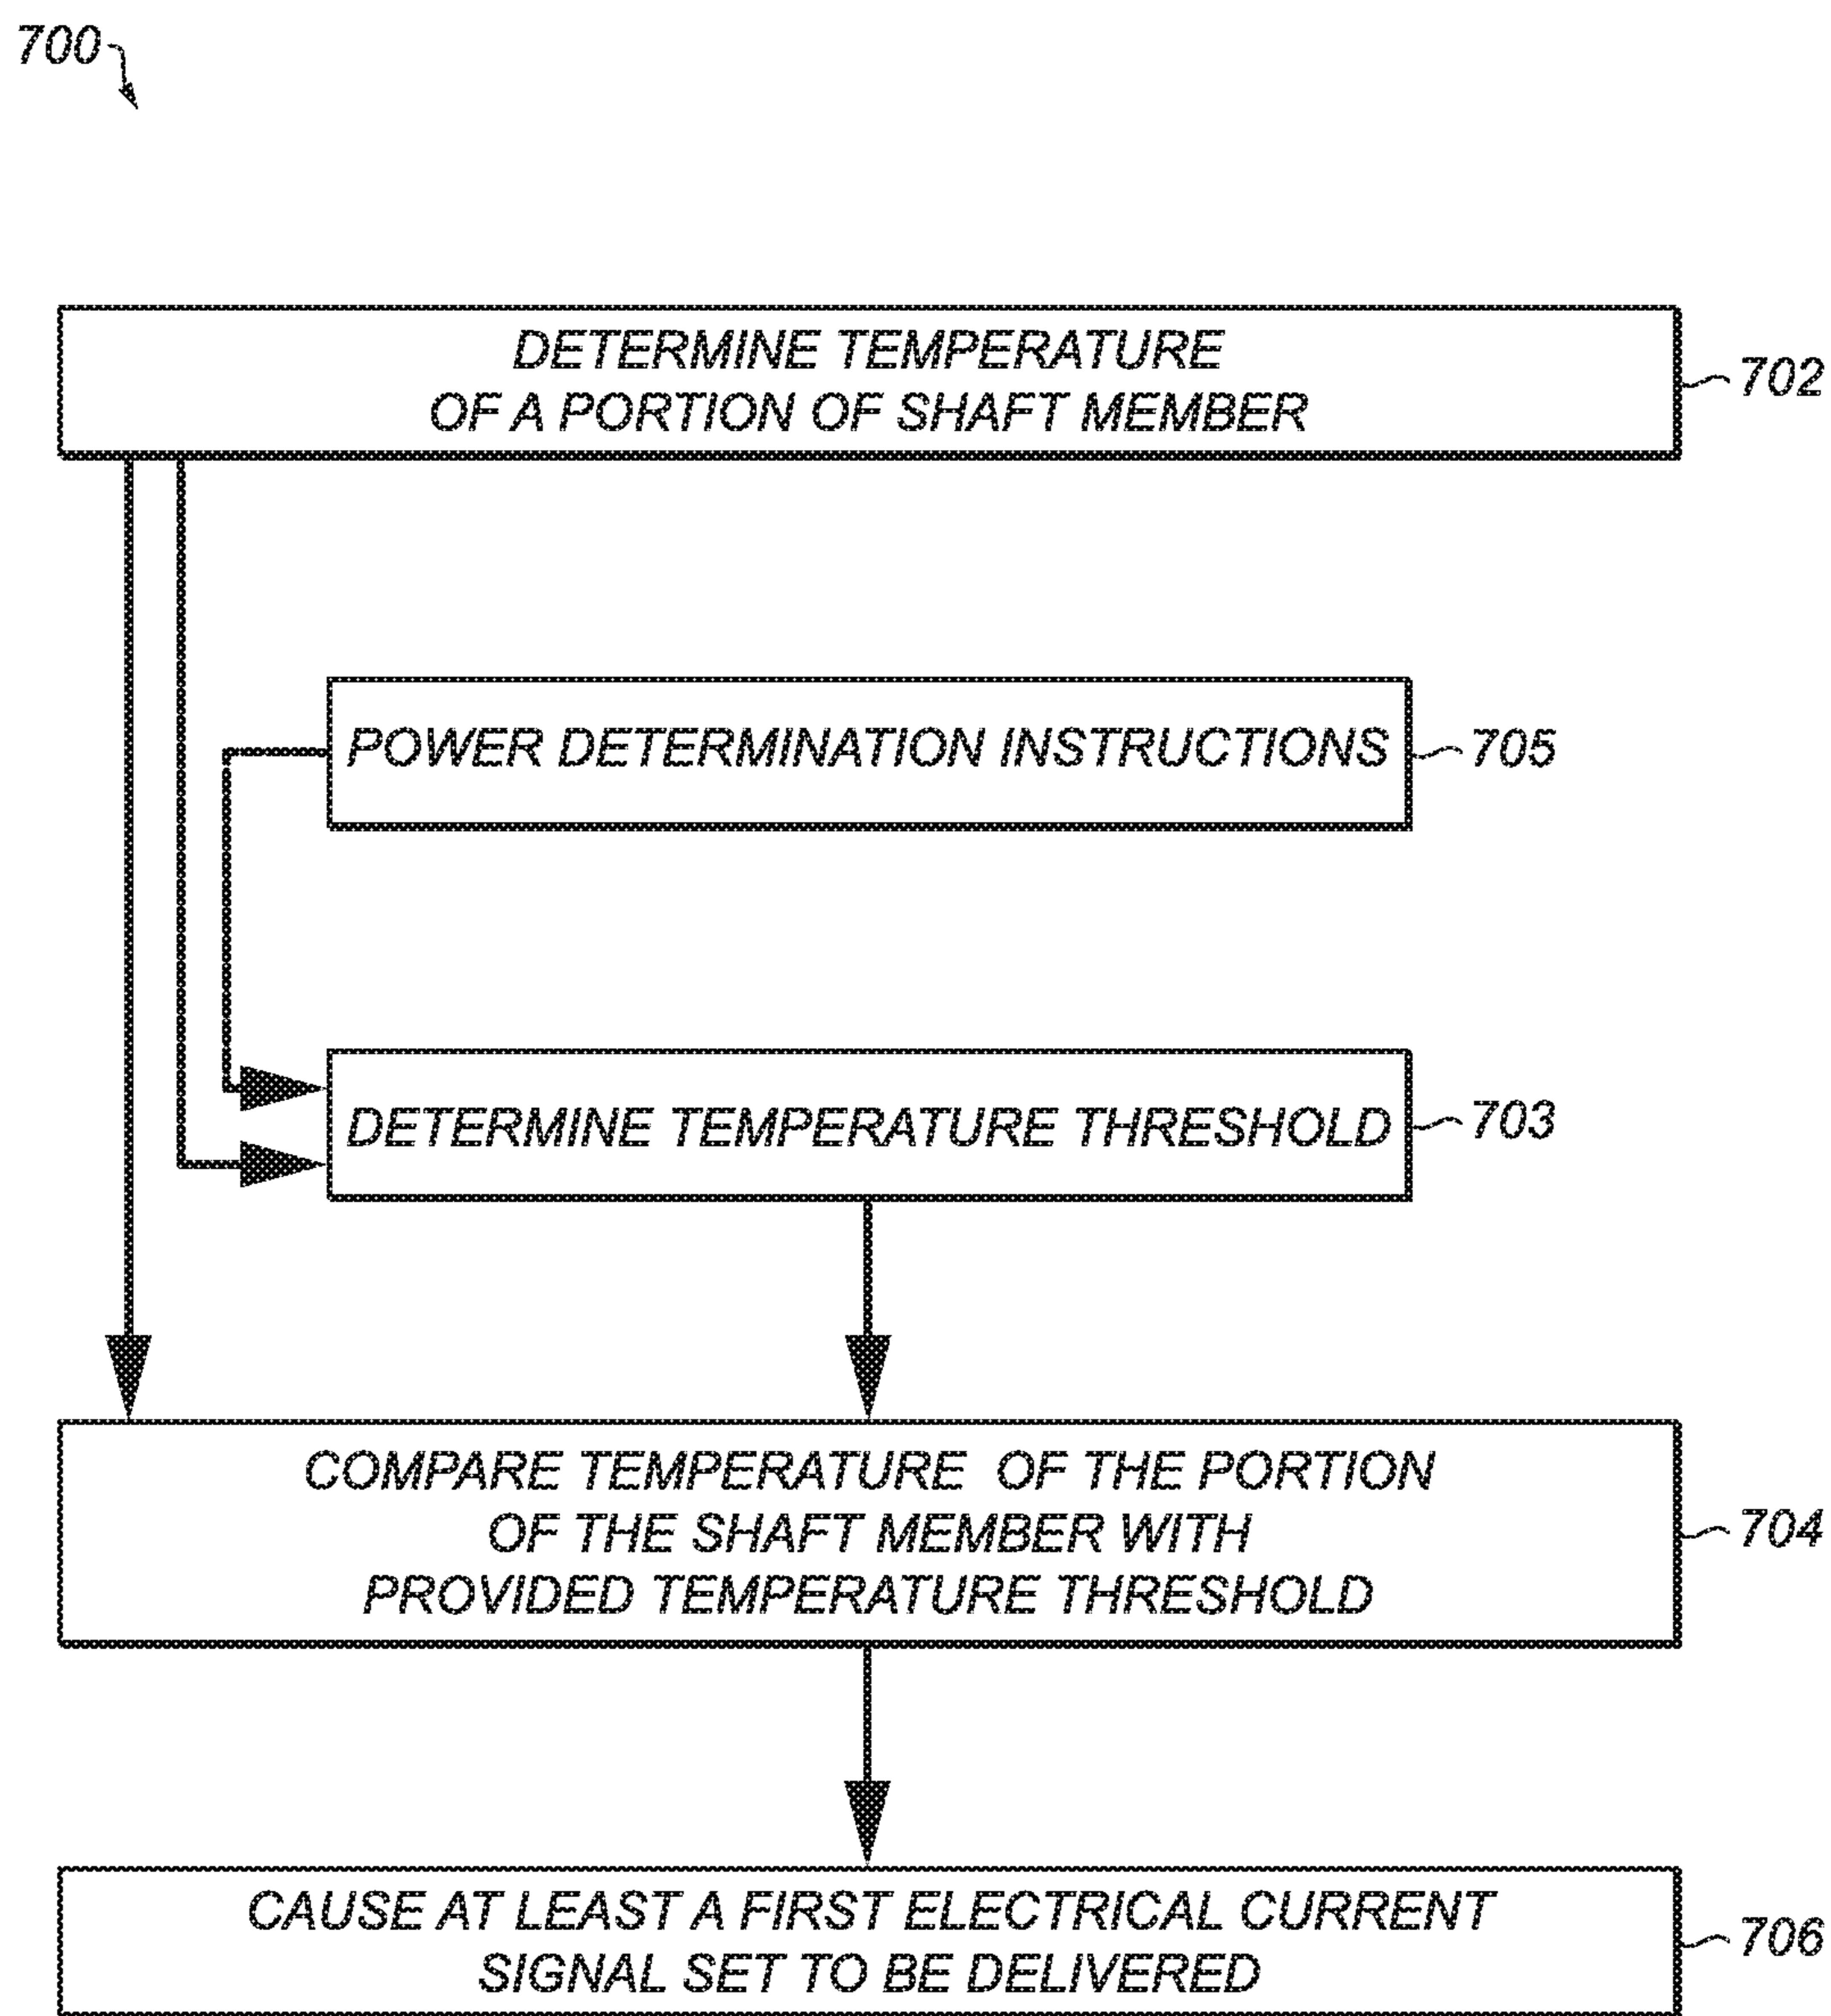 700
DETERMINE TEMPERATURE
OF A PORTION OF SHAFT MEMBER
702
POWER DETERMINATION INSTRUCTIONS
705
DETERMINE TEMPERATURE THRESHOLD
703
COMPARE TEMPERATURE OF THE PORTION
OF THE SHAFT MEMBER WITH
PROVIDED TEMPERATURE THRESHOLD
704
CAUSE AT LEAST A FIRST ELECTRICAL CURRENT
SIGNAL SET TO BE DELIVERED
706